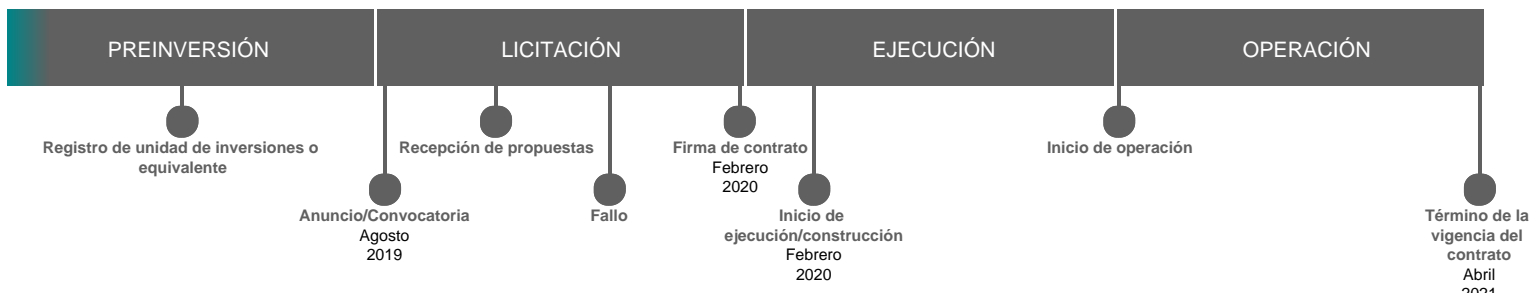 PREINVERSIÓN
LICITACIÓN
EJECUCIÓN
OPERACIÓN
Registro de unidad de inversiones o
equivalente
Anuncio/Convocatoria
Agosto
2019
Recepción de propuestas
Fallo
Firma de contrato
Febrero
2020
Inicio de
ejecución/construcción
Febrero
2020
Inicio de operación
Término de la
vigencia del
contrato
Abril
2021